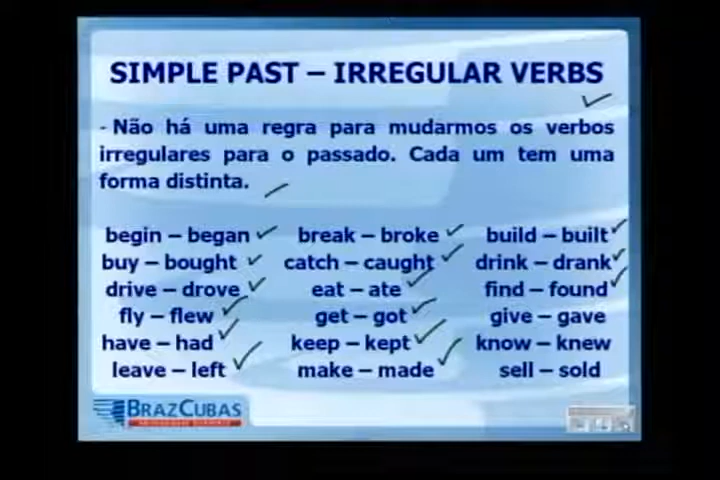 SIMPLE PAST – IRREGULAR VERBS
- Não há uma regra para mudarmos os verbos
irregulares para o passado. Cada um tem uma
forma distinta.
begin – began break – broke build – built
buy – bought catch – caught drink – drank
drive – drove eat – ate find – found
fly – flew get – got give – gave
have – had keep – kept know – knew
leave – left make – made sell – sold
BRAZCUBAS